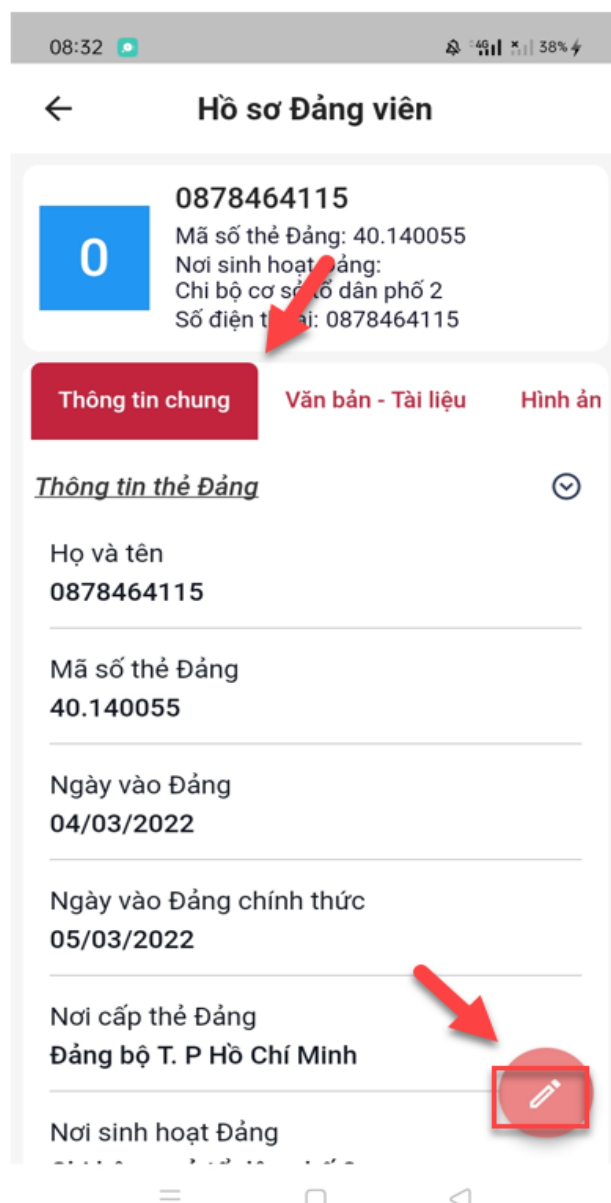 08:32
4G
38%
Hồ sơ Đảng viên
0
0878464115
Mã số thẻ Đảng: 40.140055
Nơi sinh hoạt Đảng:
Chi bộ cơ sở tổ dân phố 2
Số điện thoại: 0878464115
Thông tin chung
Văn bản - Tài liệu
Hình ản
Thông tin thẻ Đảng
Họ và tên
0878464115
Mã số thẻ Đảng
40.140055
Ngày vào Đảng
04/03/2022
Ngày vào Đảng chính thức
05/03/2022
Nơi cấp thẻ Đảng
Đảng bộ T. P Hồ Chí Minh
Nơi sinh hoạt Đảng